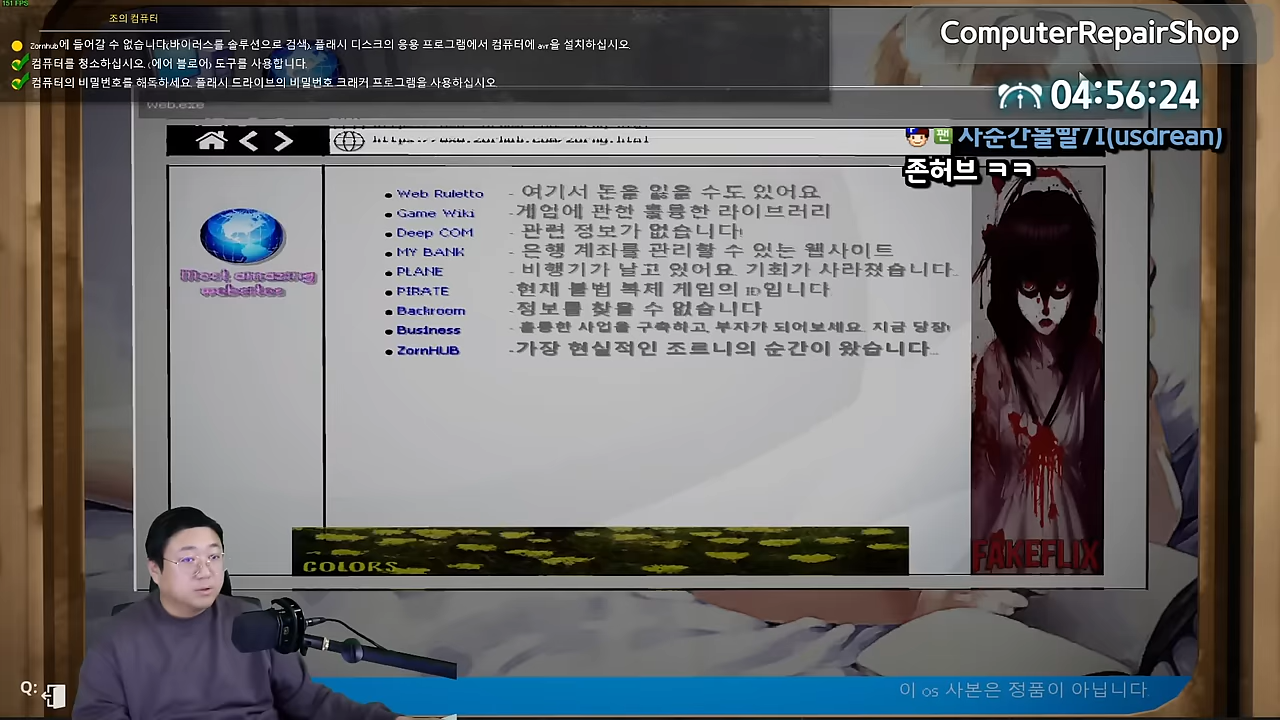 151 FPS
조의 컴퓨터
Zornhub에 들어갈 수 없습니다(바이러스를 솔루션으로 검색). 플래시 디스크의 응용 프로그램에서 컴퓨터에 avr을 설치하십시오.
컴퓨터를 청소하십시오. (에어 블로어) 도구를 사용합니다.
컴퓨터의 비밀번호를 해독하세요. 플래시 드라이브의 비밀번호 크래커 프로그램을 사용하십시오.
ComputerRepairShop
04:56:24
web.exe
팬 (usdrean)
존허브 ㅋㅋ
Web Ruletto - 여기서 돈을 잃을 수도 있어요
Game Wiki -게임에 관한 훌륭한 라이브러리
Deep COM - 관련 정보가 없습니다!
MY BANK - 은행 계좌를 관리할 수 있는 웹사이트
PLANE - 비행기가 날고 있어요. 기회가 사라졌습니다.
PIRATE -현재 불법 복제 게임의 ID입니다
Backroom -정보를 찾을 수 없습니다
Business - 훌륭한 사업을 구축하고, 부자가 되어보세요. 지금 당장!
ZornHUB -가장 현실적인 조르니의 순간이 왔습니다...
Most amazing
websites
COLORS
FAKEFLIX
Q:
이 os 사본은 정품이 아닙니다.